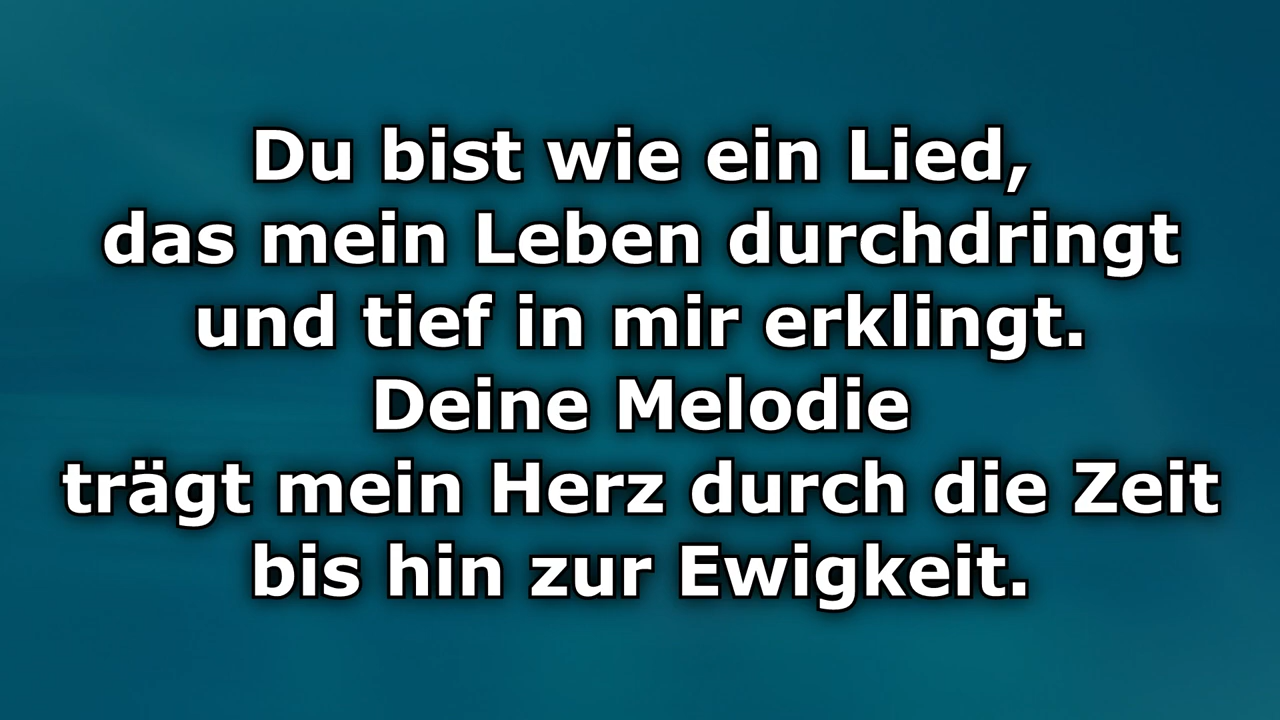 Du bist wie ein Lied,
das mein Leben durchdringt
und tief in mir erklingt.
Deine Melodie
trägt mein Herz durch die Zeit
bis hin zur Ewigkeit.